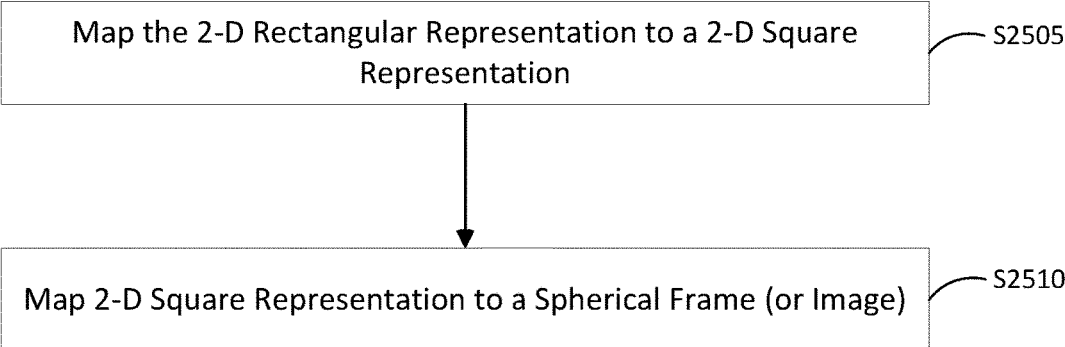 Map the 2-D Rectangular Representation to a 2-D Square
Representation
S2505
Map 2-D Square Representation to a Spherical Frame (or Image)
S2510